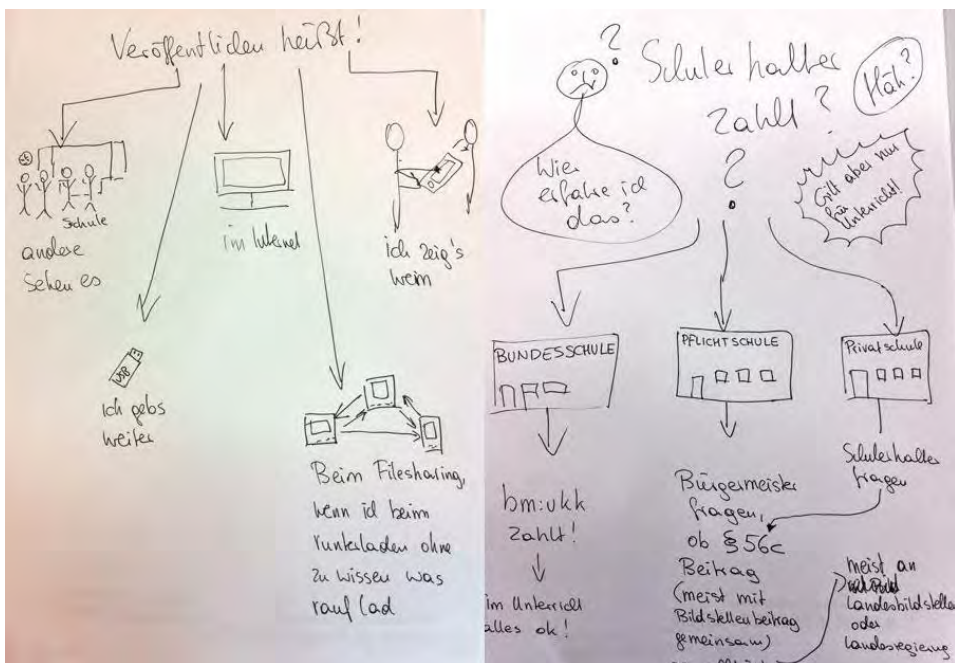 Veröffentlichen heißt!
Schule
andere
sehen es
im Internet
ich zeig's
wem
USB
Ich gebs
weiter
Beim Filesharing,
wenn ich beim
runterladen ohne
zu wissen was
rauf lad
?
Schulerhalter
zahlt?
Häh?
Wie
erfahre ich
das?
?
Gilt aber nur
für
Unterricht!
BUNDESSCHULE
PFLICHTSCHULE
Privatschule
bm:ukk
zahlt!
im Unterricht
alles ok!
Bürgermeister
fragen,
ob § 56c
Beitrag
(meist mit
Bildstellenbeitrag
gemeinsam)
Schulerhalter
fragen
meist an
Landesbildstelle
oder
Landesregierung